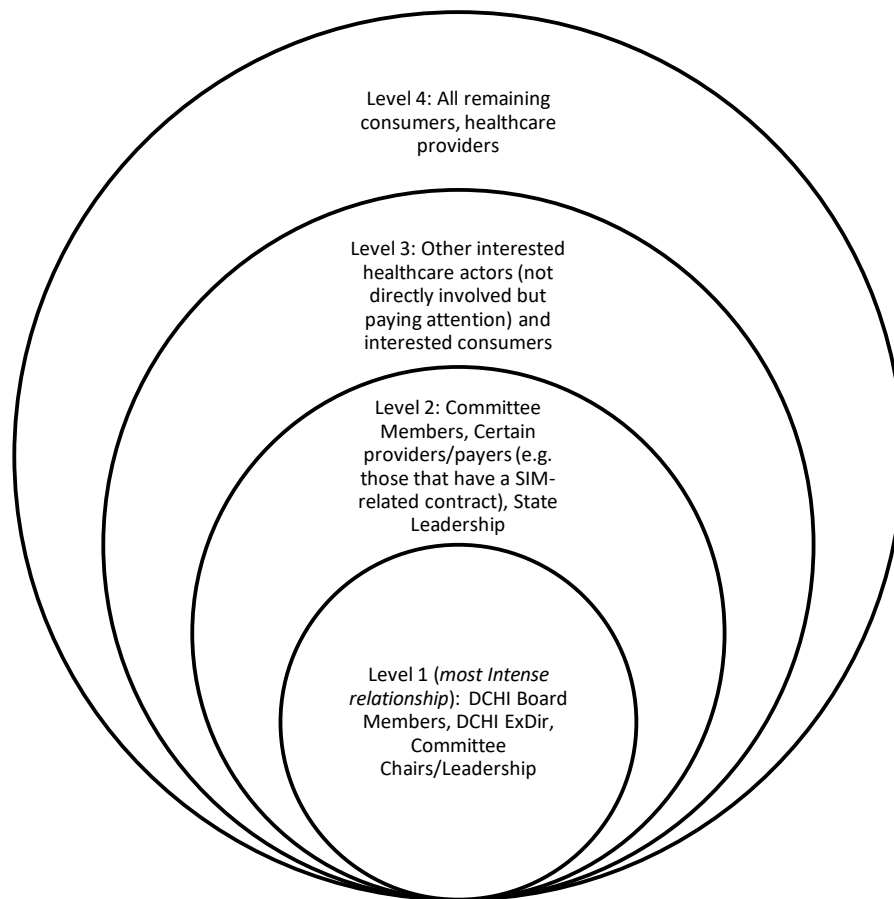 Level 4: All remaining
consumers, healthcare
providers
Level 3: Other interested
healthcare actors (not
directly involved but
paying attention) and
interested consumers
Level 2: Committee
Members, Certain
providers/payers (e.g.
those that have a SIM-
related contract), State
Leadership
Level 1 (most Intense
relationship): DCHI Board
Members, DCHI ExDir,
Committee
Chairs/Leadership